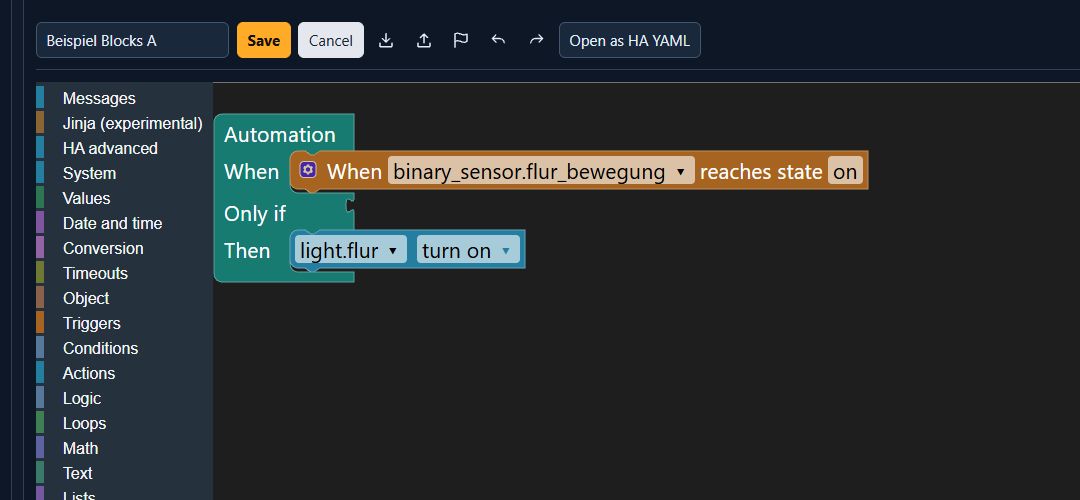 Beispiel Blocks A Save Cancel Open as HA YAML
Messages
Jinja (experimental)
HA advanced
System
Values
Date and time
Conversion
Timeouts
Object
Triggers
Conditions
Actions
Logic
Loops
Math
Text
Lists
Automation
When When binary_sensor.flur_bewegung reaches state on
Only if
Then light.flur turn on